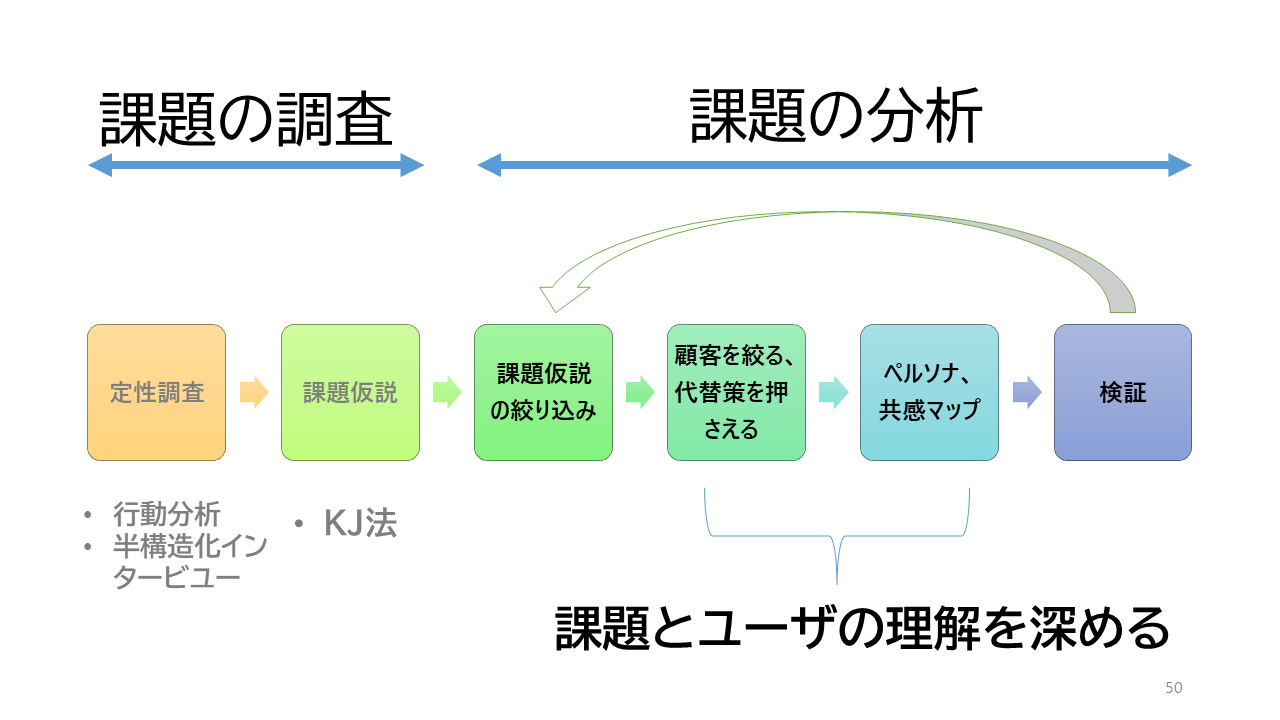 課題の調査
課題の分析
定性調査
課題仮説
課題仮説
の絞り込み
顧客を絞る、
代替策を押
さえる
ペルソナ、
共感マップ
検証
• 行動分析
• 半構造化イン
タービユー
• KJ法
課題とユーザの理解を深める
50